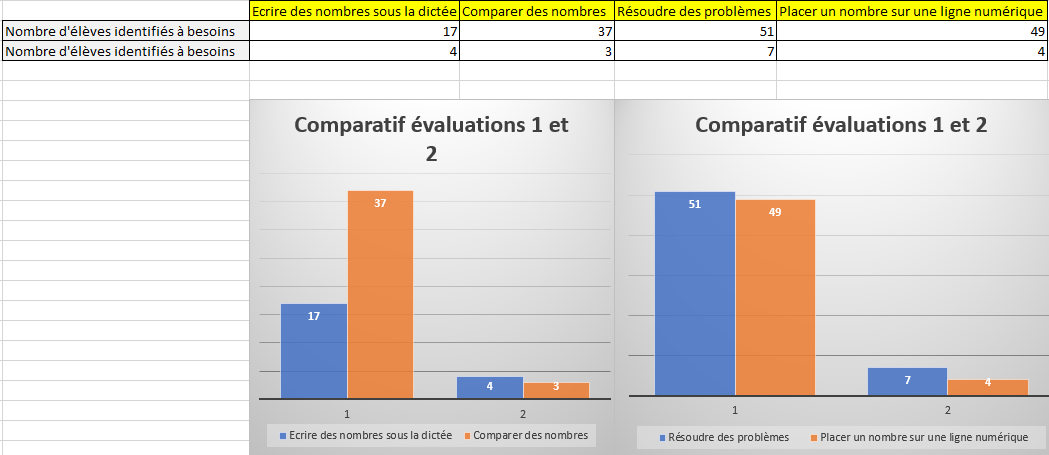 Ecrire des nombres sous la dictée Comparer des nombres Résoudre des problèmes Placer un nombre sur une ligne numérique
Nombre d'élèves identifiés à besoins 17 37 51 49
Nombre d'élèves identifiés à besoins 4 3 7 4
Comparatif évaluations 1 et
2
37
17
4 3
1 2
Ecrire des nombres sous la dictée Comparer des nombres
Comparatif évaluations 1 et 2
51 49
7 4
1 2
Résoudre des problèmes Placer un nombre sur une ligne numérique